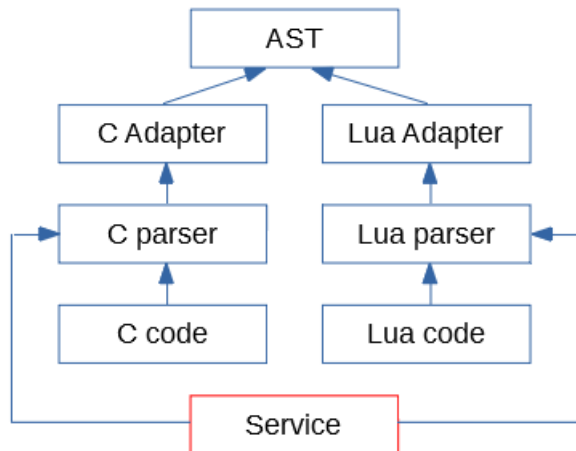 AST
C Adapter
Lua Adapter
C parser
Lua parser
C code
Lua code
Service